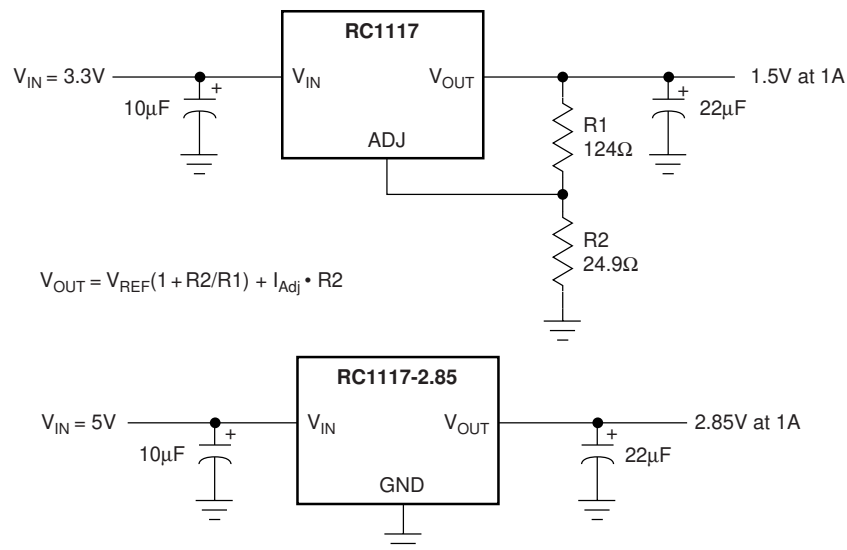 RC1117
V_IN = 3.3V
V_IN
V_OUT
1.5V at 1A
+
10μF
+
22μF
ADJ
R1
124Ω
R2
24.9Ω
V_OUT = V_REF(1 + R2/R1) + I_Adj • R2
RC1117-2.85
V_IN = 5V
V_IN
V_OUT
2.85V at 1A
+
10μF
+
22μF
GND